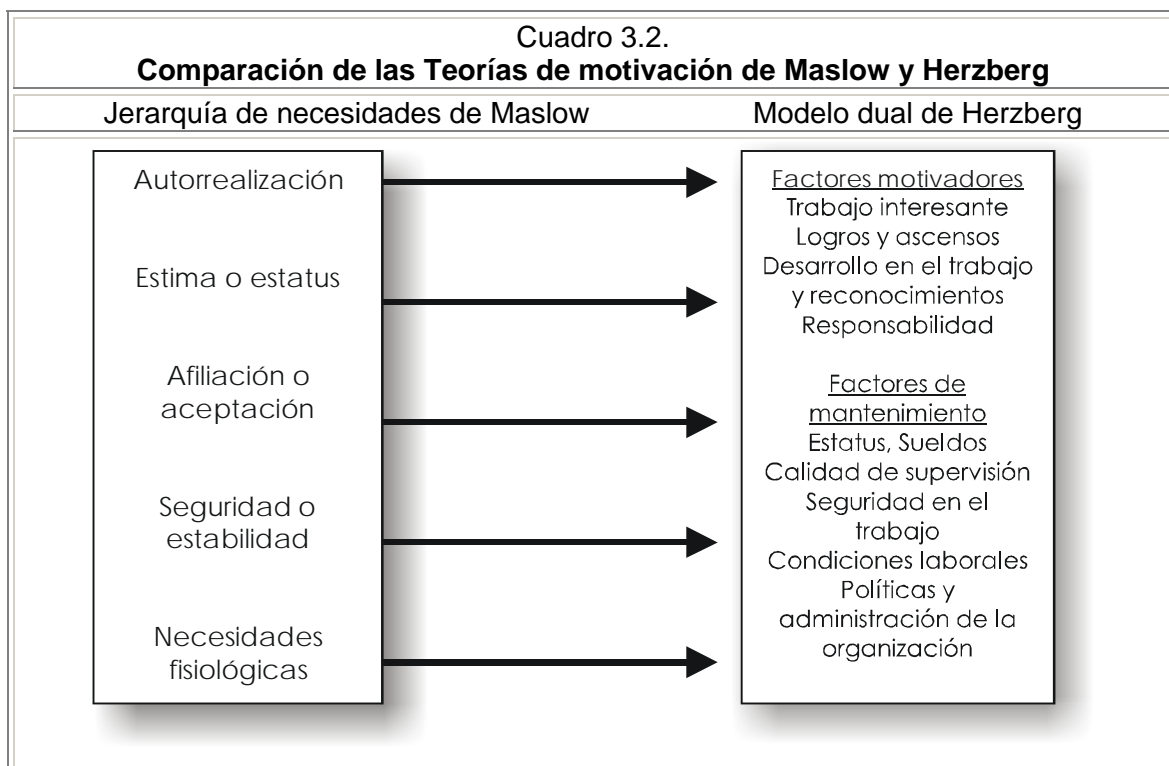 Cuadro 3.2.
Comparación de las Teorías de motivación de Maslow y Herzberg
Jerarquía de necesidades de Maslow
Modelo dual de Herzberg
Autorrealización
Estima o estatus
Afiliación o
aceptación
Seguridad o
estabilidad
Necesidades
fisiológicas
Factores motivadores
Trabajo interesante
Logros y ascensos
Desarrollo en el trabajo
y reconocimientos
Responsabilidad
Factores de
mantenimiento
Estatus, Sueldos
Calidad de supervisión
Seguridad en el
trabajo
Condiciones laborales
Políticas y
administración de la
organización